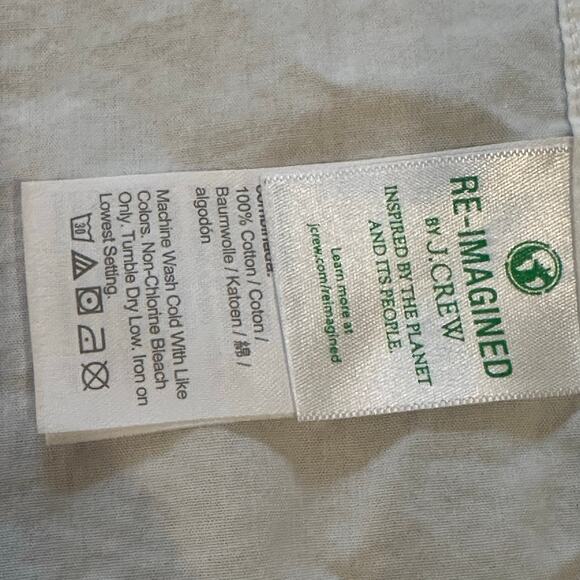 RE-IMAGINED
BY J.CREW
INSPIRED BY THE PLANET
AND ITS PEOPLE.
Learn more at
jcrew.com/reimagined
100% Cotton / Coton /
Baumwolle / Katoen / 綿 /
algodón
Machine Wash Cold With Like
Colors. Non-Chlorine Bleach
Only. Tumble Dry Low. Iron on
Lowest Setting.
30